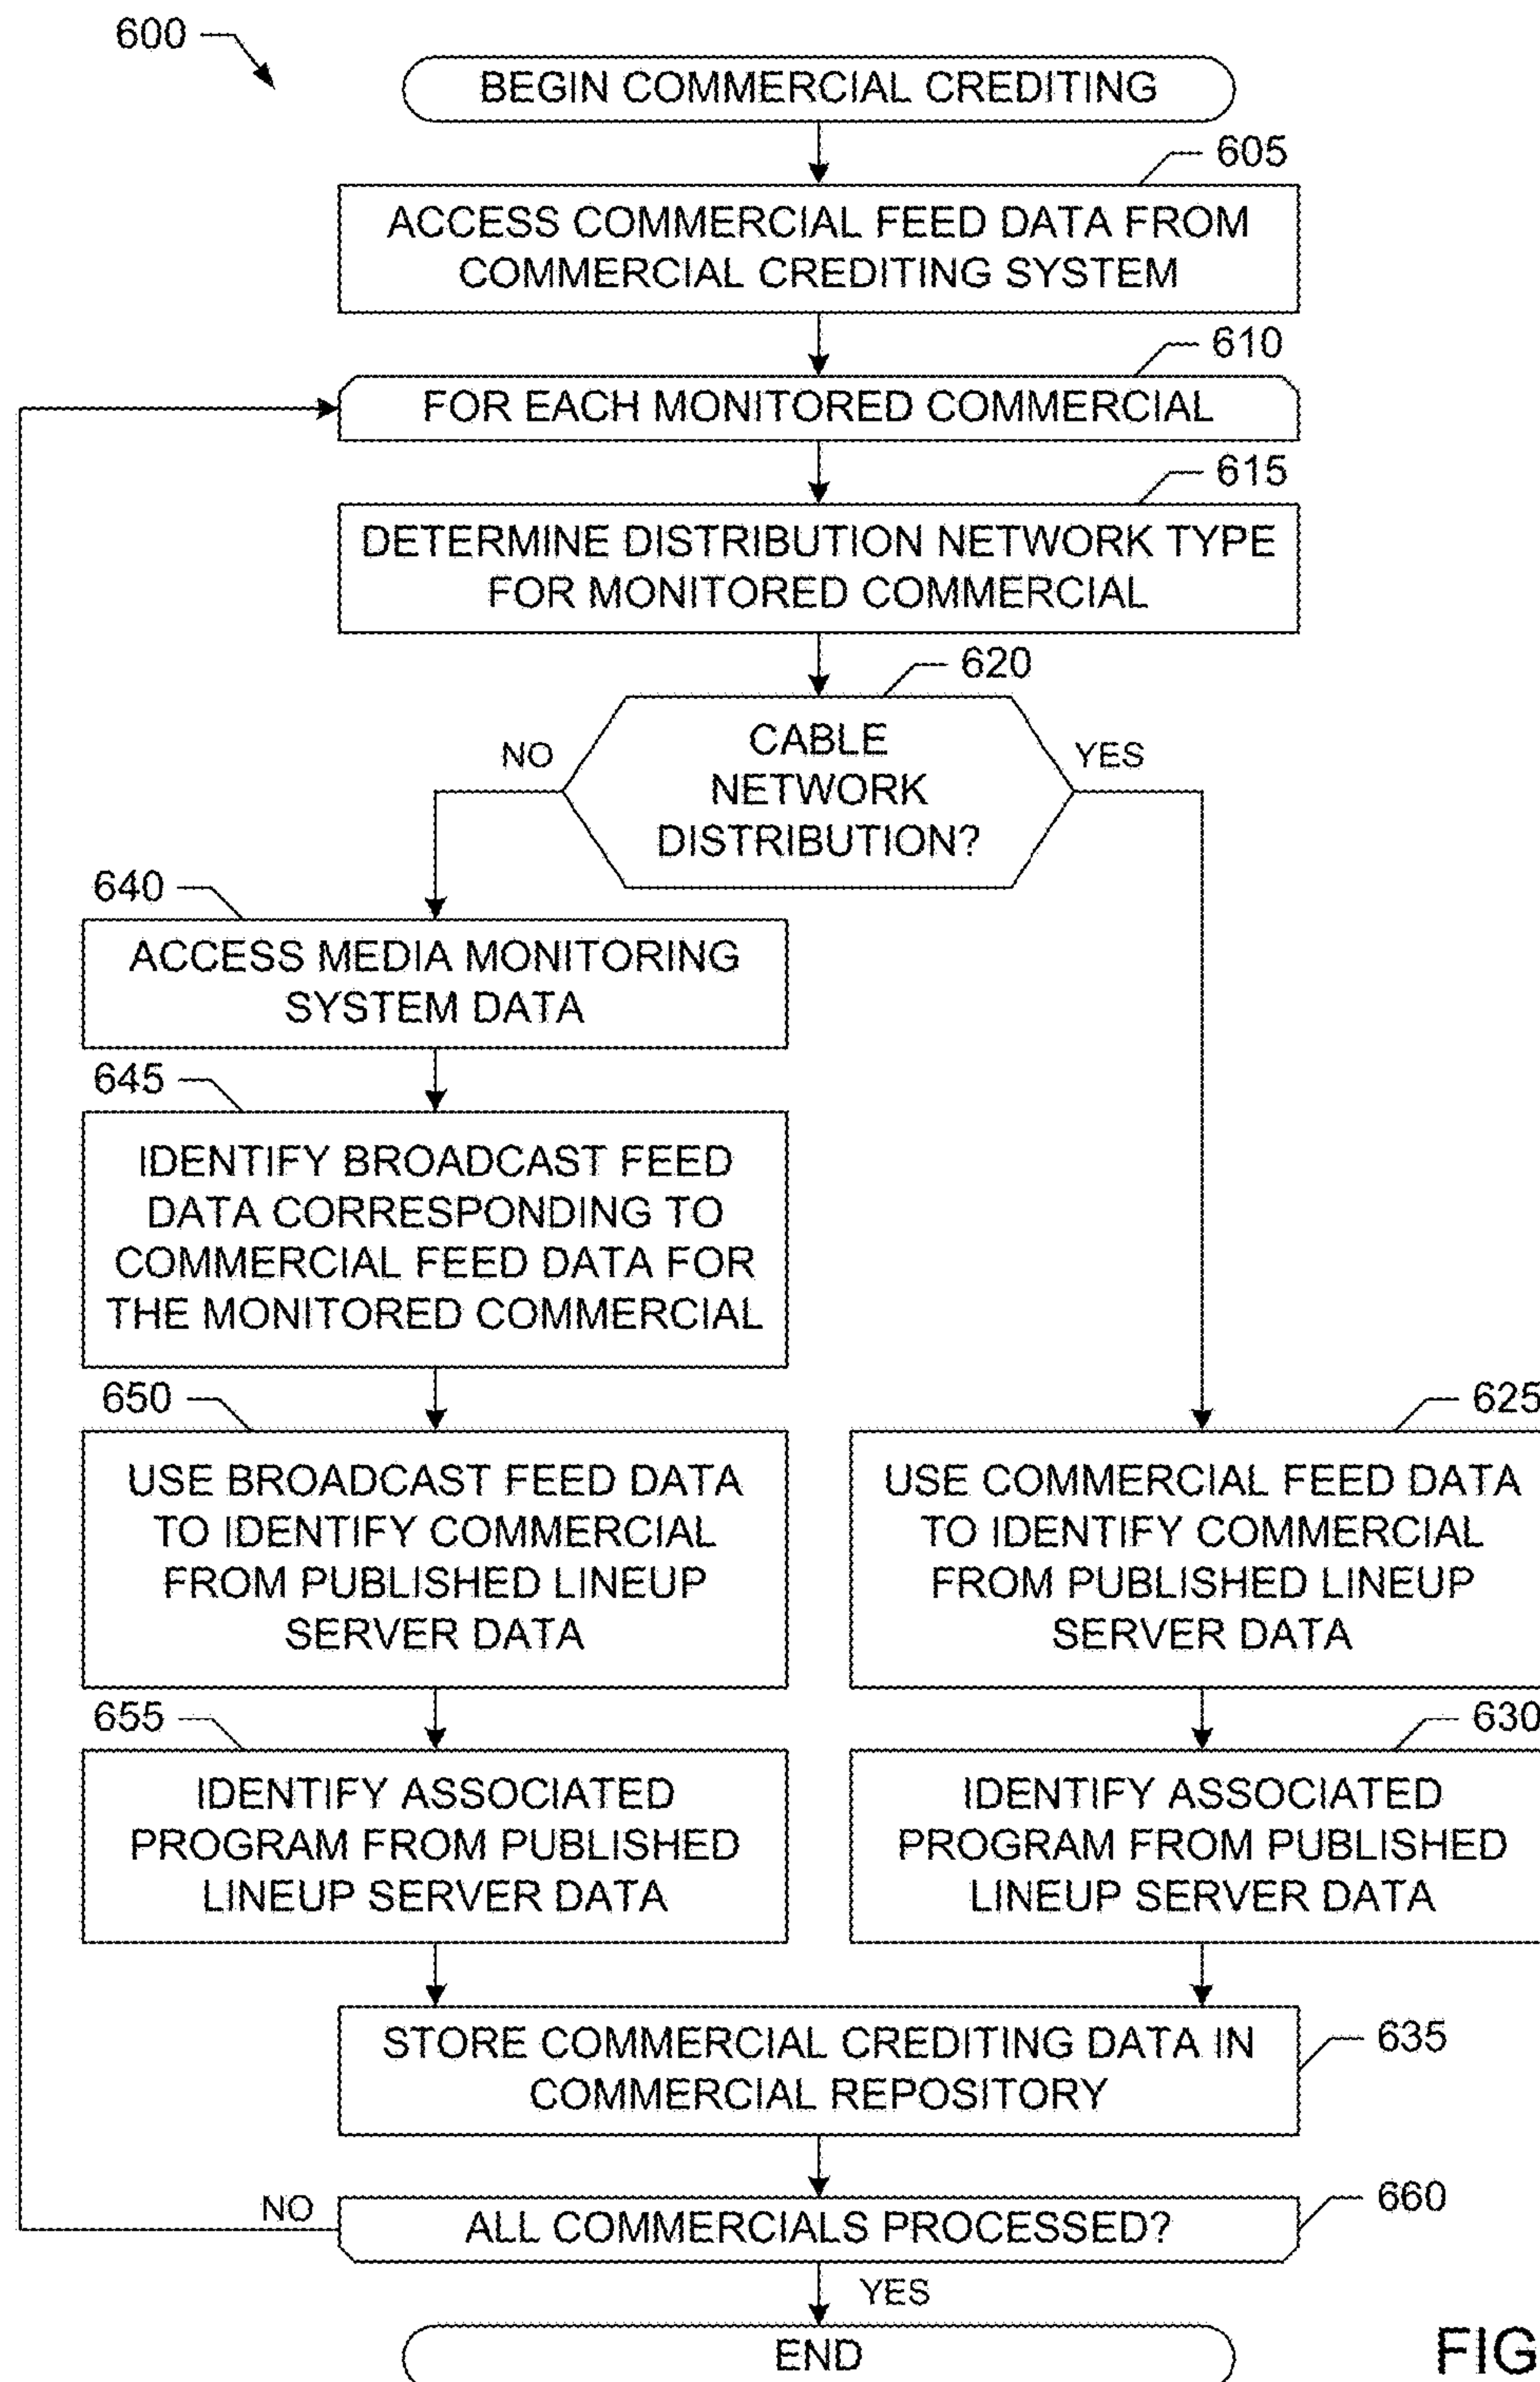 600
BEGIN COMMERCIAL CREDITING
605
ACCESS COMMERCIAL FEED DATA FROM
COMMERCIAL CREDITING SYSTEM
610
FOR EACH MONITORED COMMERCIAL
615
DETERMINE DISTRIBUTION NETWORK TYPE
FOR MONITORED COMMERCIAL
620
CABLE
NETWORK
DISTRIBUTION?
NO
YES
640
ACCESS MEDIA MONITORING
SYSTEM DATA
645
IDENTIFY BROADCAST FEED
DATA CORRESPONDING TO
COMMERCIAL FEED DATA FOR
THE MONITORED COMMERCIAL
650
USE BROADCAST FEED DATA
TO IDENTIFY COMMERCIAL
FROM PUBLISHED LINEUP
SERVER DATA
655
IDENTIFY ASSOCIATED
PROGRAM FROM PUBLISHED
LINEUP SERVER DATA
625
USE COMMERCIAL FEED DATA
TO IDENTIFY COMMERCIAL
FROM PUBLISHED LINEUP
SERVER DATA
630
IDENTIFY ASSOCIATED
PROGRAM FROM PUBLISHED
LINEUP SERVER DATA
STORE COMMERCIAL CREDITING DATA IN
COMMERCIAL REPOSITORY
635
NO
ALL COMMERCIALS PROCESSED?
660
YES
END
FIG